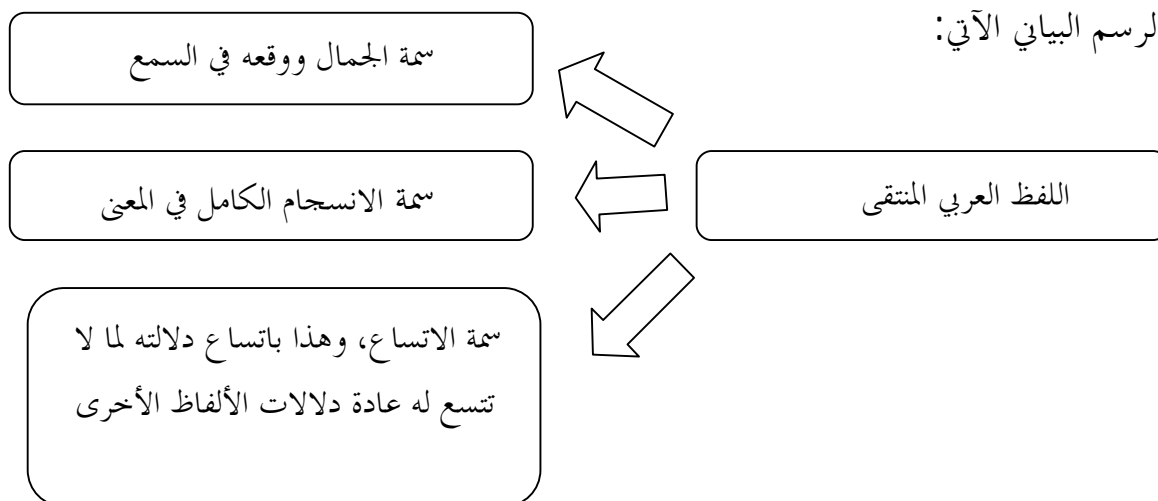 لرسم البياني الآتي:
سمة الجمال ووقعه في السمع
اللفظ العربي المنتقى
سمة الانسجام الكامل في المعنى
سمة الاتساع، وهذا باتساع دلالته لما لا
تتسع له عادة دلالات الألفاظ الأخرى